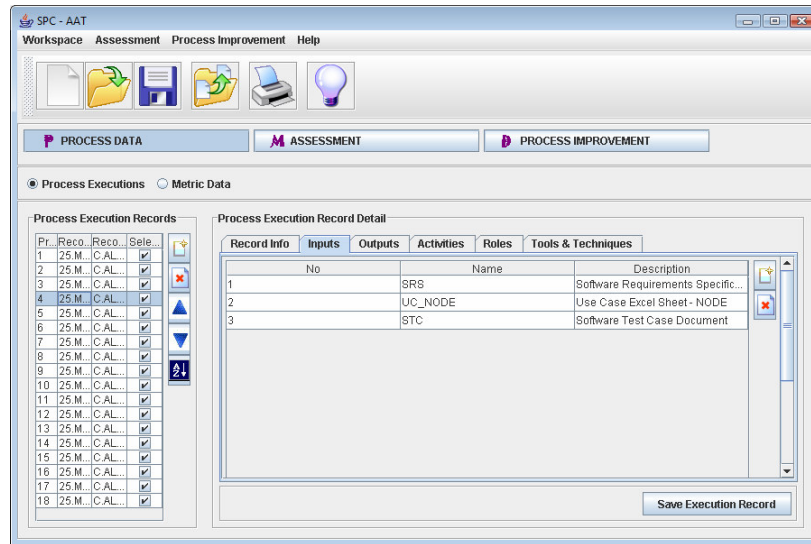 SPC - AAT
Workspace Assessment Process Improvement Help
P PROCESS DATA M ASSESSMENT PROCESS IMPROVEMENT
Process Executions Metric Data
Process Execution Records
Pr... Reco... Reco... Sele...
1 25.M... C.AL...
2 25.M... C.AL...
3 25.M... C.AL...
4 25.M... C.AL...
5 25.M... C.AL...
6 25.M... C.AL...
7 25.M... C.AL...
8 25.M... C.AL...
9 25.M... C.AL...
10 25.M... C.AL...
11 25.M... C.AL...
12 25.M... C.AL...
13 25.M... C.AL...
14 25.M... C.AL...
15 25.M... C.AL...
16 25.M... C.AL...
17 25.M... C.AL...
18 25.M... C.AL...
Process Execution Record Detail
Record Info Inputs Outputs Activities Roles Tools & Techniques
No Name Description
1 SRS Software Requirements Specific...
2 UC_NODE Use Case Excel Sheet - NODE
3 STC Software Test Case Document
Save Execution Record